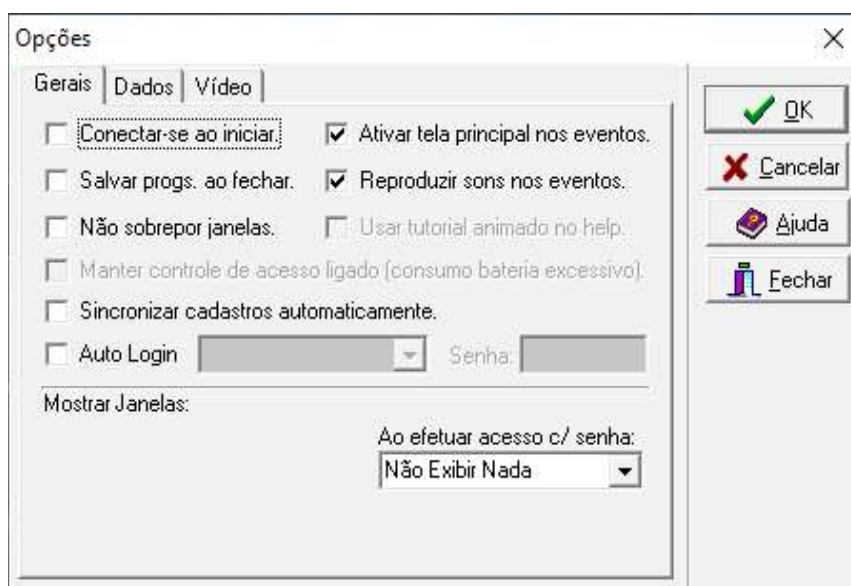 Opções
Gerais
Dados
Vídeo
Conectar-se ao iniciar.
Ativar tela principal nos eventos.
Salvar progs. ao fechar.
Reproduzir sons nos eventos.
Não sobrepor janelas.
Usar tutorial animado no help.
Manter controle de acesso ligado (consumo bateria excessivo).
Sincronizar cadastros automaticamente.
Auto Login
Senha:
Mostrar Janelas:
Ao efetuar acesso c/ senha:
Não Exibir Nada
OK
Cancelar
Ajuda
Fechar